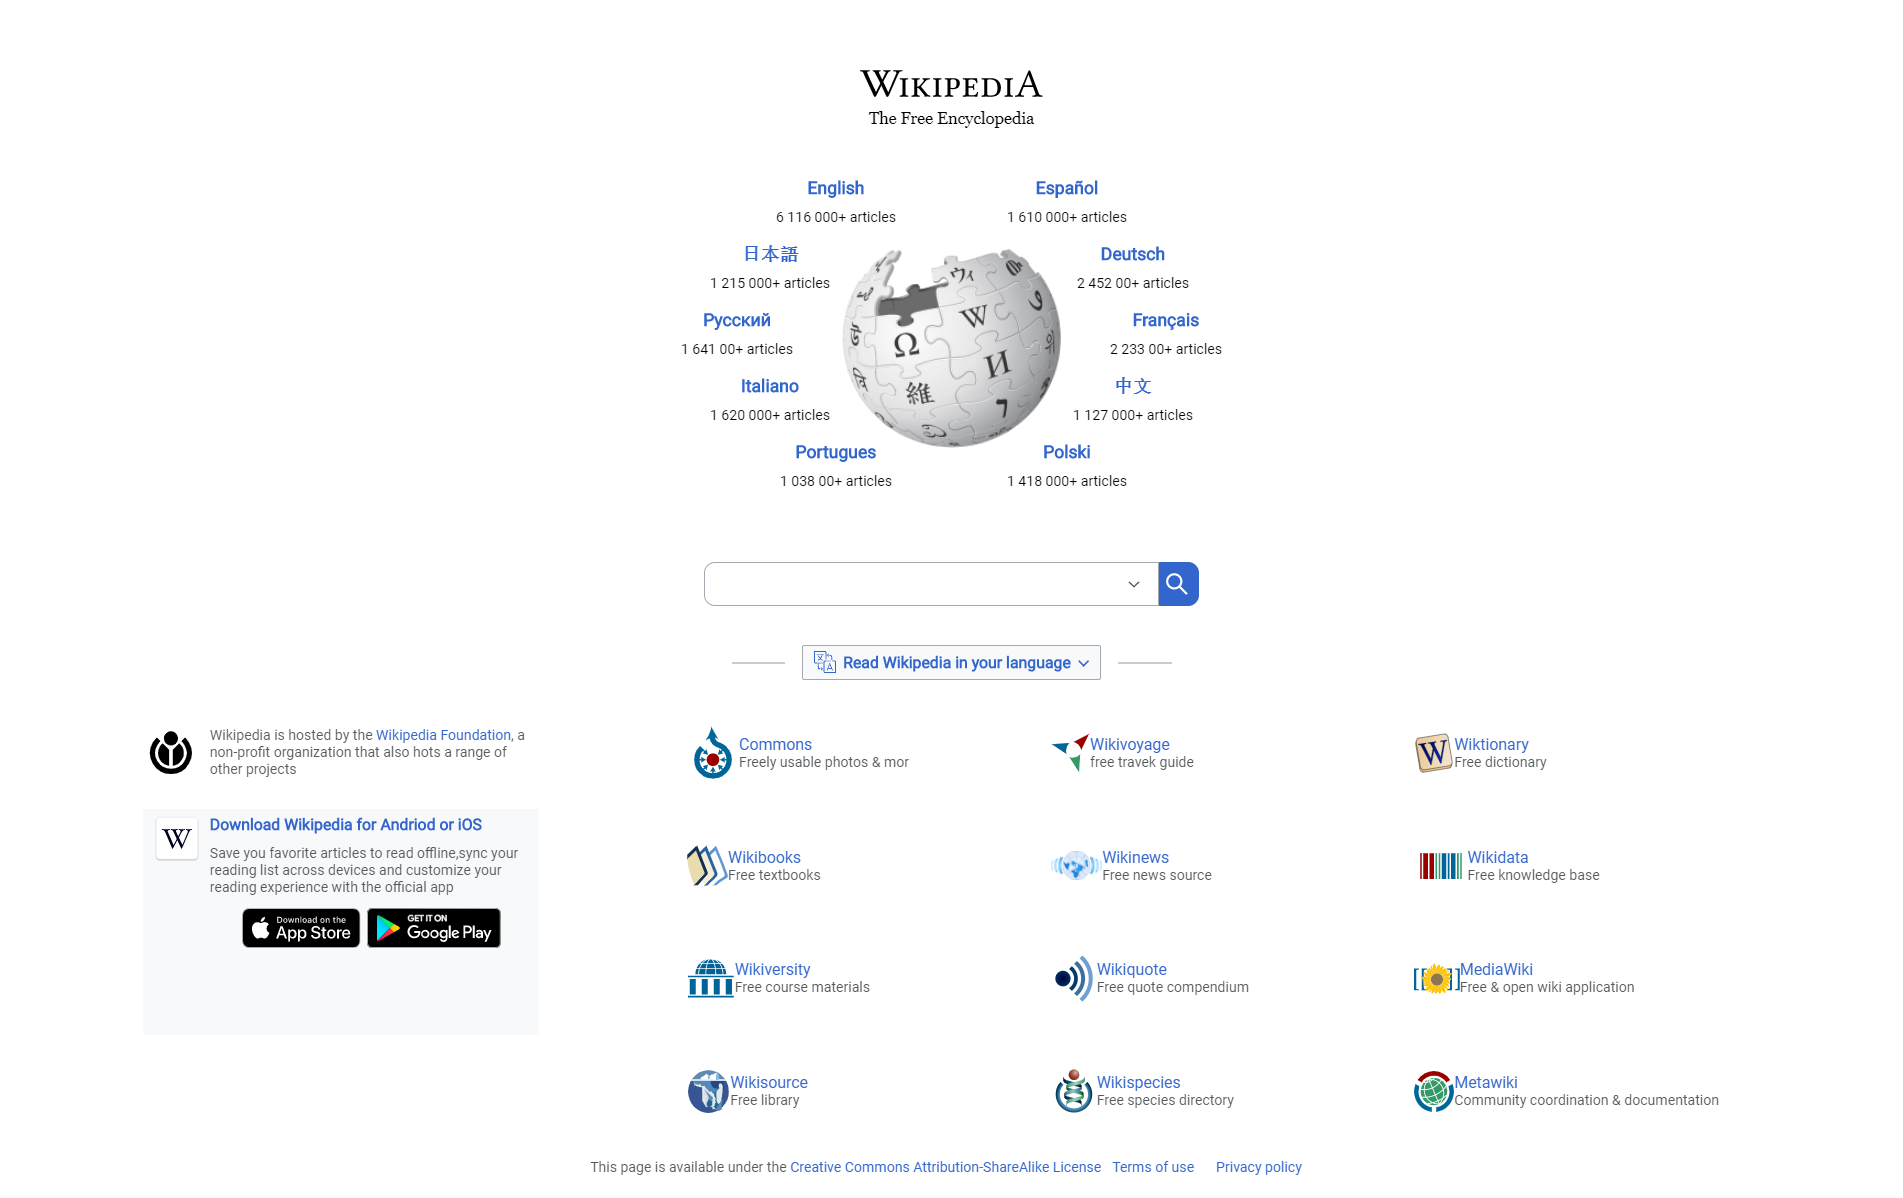 WIKIPEDIA
The Free Encyclopedia
English
6 116 000+ articles
Español
1 610 000+ articles
日本語
1 215 000+ articles
Deutsch
2 452 00+ articles
Русский
1 641 00+ articles
Français
2 233 00+ articles
Italiano
1 620 000+ articles
中文
1 127 000+ articles
Portugues
1 038 00+ articles
Polski
1 418 000+ articles
Ω
W
И
維
ウィ
Read Wikipedia in your language
Wikipedia is hosted by the Wikipedia Foundation, a
non-profit organization that also hots a range of
other projects
W
Download Wikipedia for Andriod or iOS
Save you favorite articles to read offline,sync your
reading list across devices and customize your
reading experience with the official app
Download on the
App Store
GET IT ON
Google Play
Commons
Freely usable photos & mor
Wikivoyage
free travek guide
W
Wiktionary
Free dictionary
Wikibooks
Free textbooks
Wikinews
Free news source
Wikidata
Free knowledge base
Wikiversity
Free course materials
Wikiquote
Free quote compendium
MediaWiki
Free & open wiki application
Wikisource
Free library
Wikispecies
Free species directory
Metawiki
Community coordination & documentation
This page is available under the Creative Commons Attribution-ShareAlike License Terms of use Privacy policy